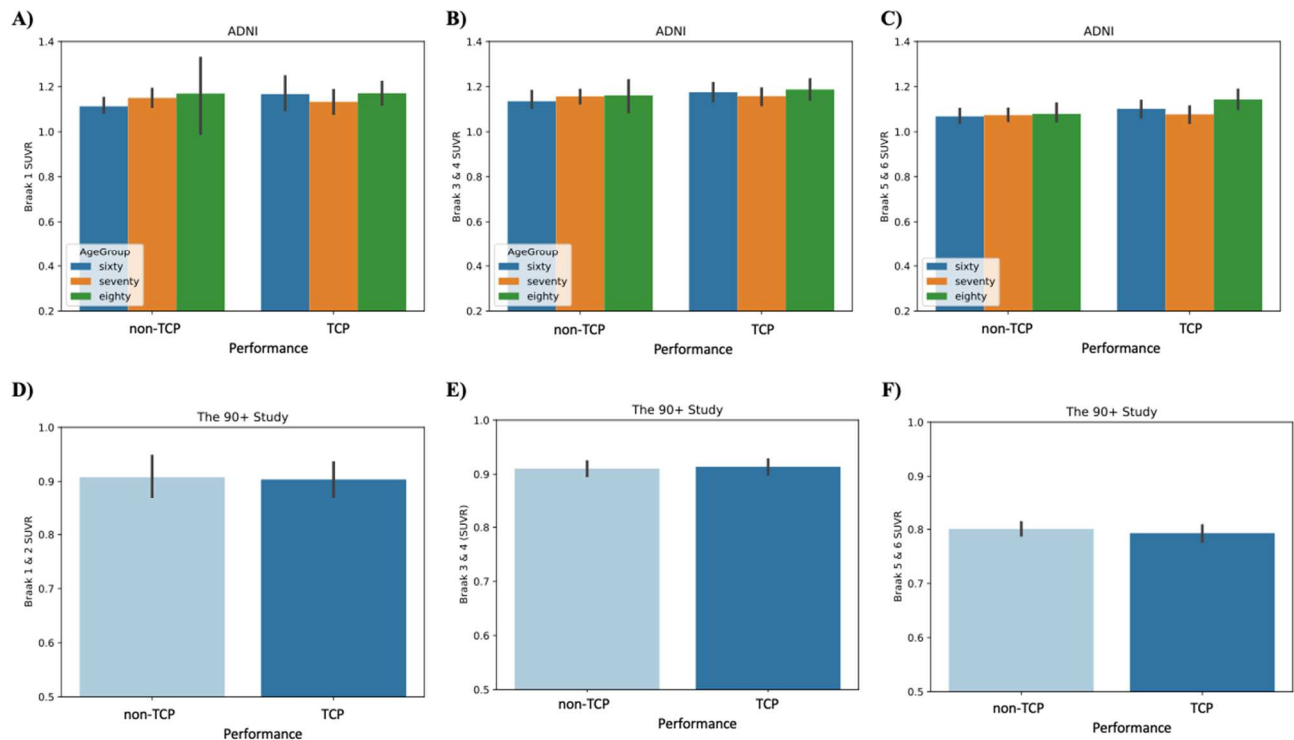 A)
ADNI
1.4
1.2
1.0
0.8
0.6
0.4
0.2
Braak 1 SUVR
AgeGroup
sixty
seventy
eighty
non-TCP
TCP
Performance
B)
ADNI
1.4
1.2
1.0
0.8
0.6
0.4
0.2
Braak 3 & 4 SUVR
AgeGroup
sixty
seventy
eighty
non-TCP
TCP
Performance
C)
ADNI
1.4
1.2
1.0
0.8
0.6
0.4
0.2
Braak 5 & 6 SUVR
sixty
seventy
eighty
non-TCP
TCP
Performance
D)
The 90+ Study
1.0
0.9
0.8
0.7
0.6
0.5
Braak 1 & 2 SUVR
non-TCP
TCP
Performance
E)
The 90+ Study
1.0
0.9
0.8
0.7
0.6
0.5
Braak 3 & 4 (SUVR)
non-TCP
TCP
Performance
F)
The 90+ Study
1.0
0.9
0.8
0.7
0.6
0.5
Braak 5 & 6 SUVR
non-TCP
TCP
Performance